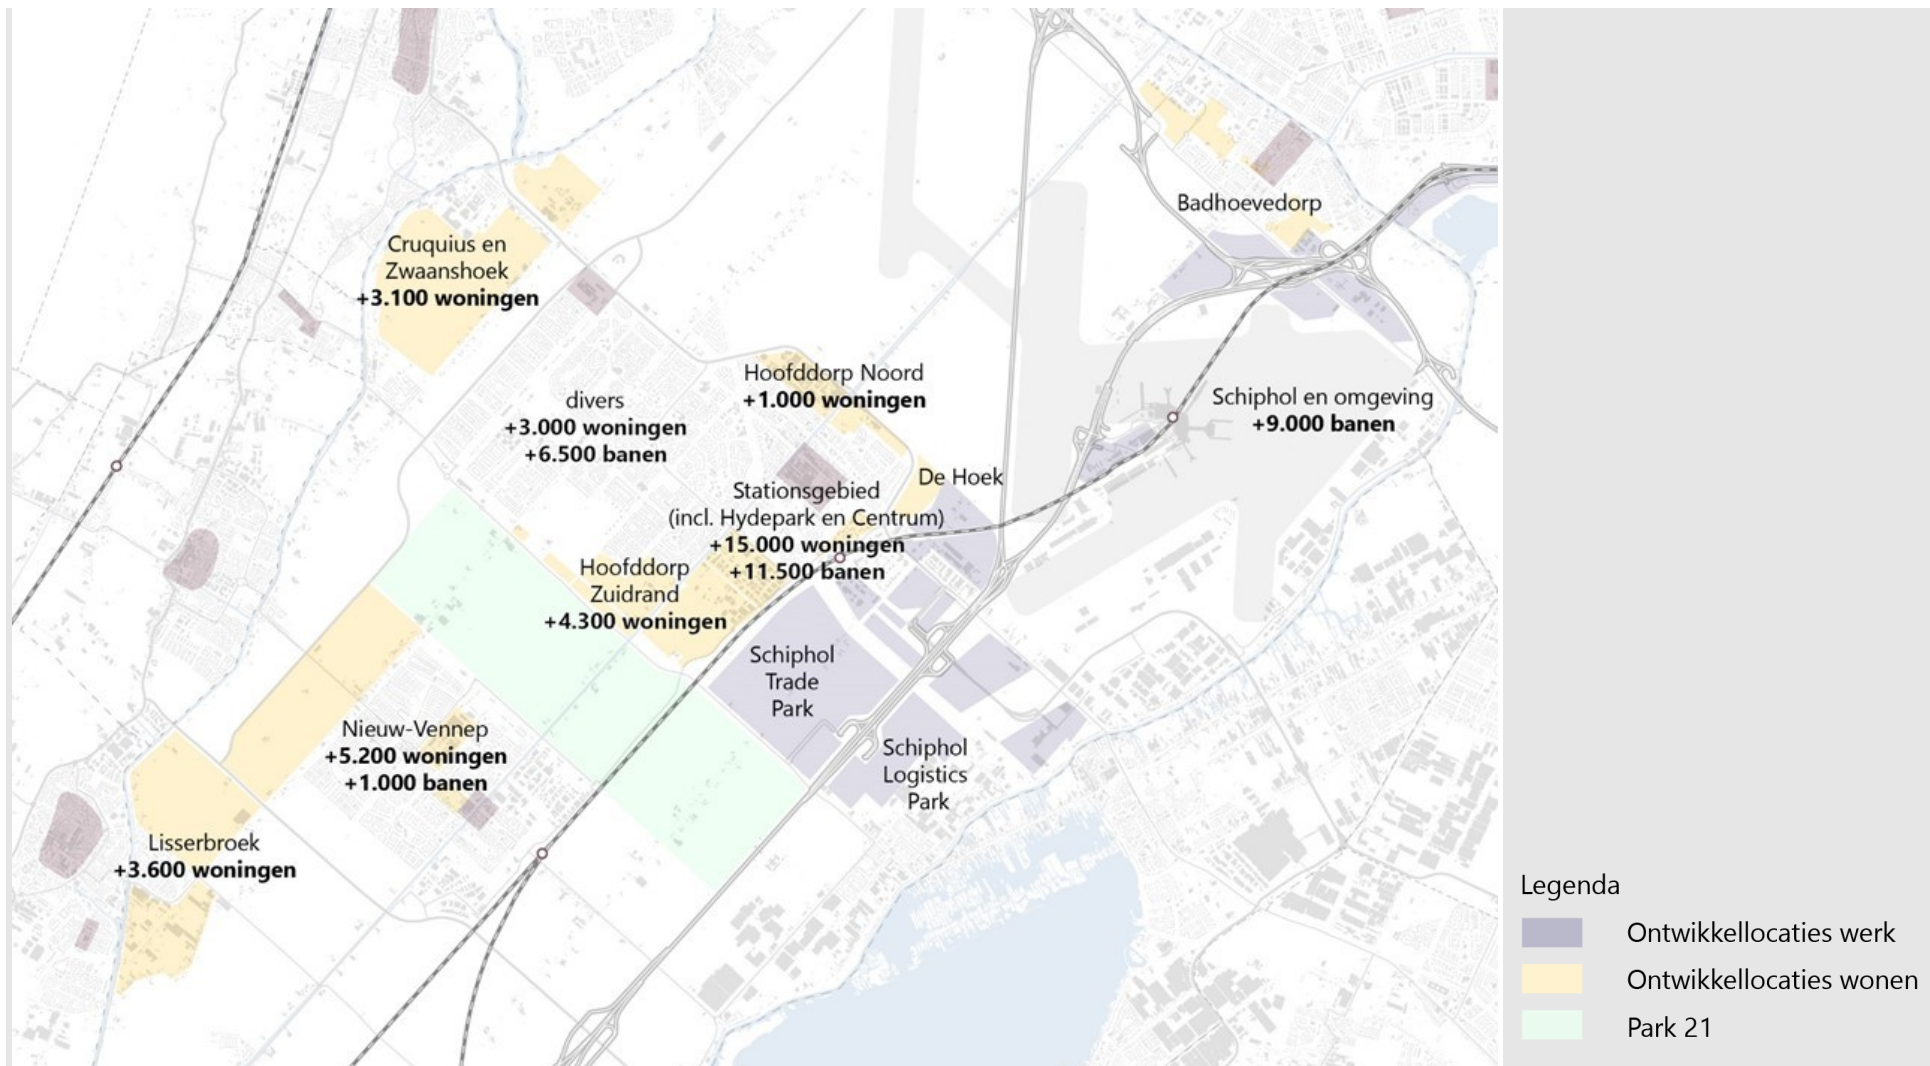 Badhoevedorp
Cruquius en
Zwaanshoek
+3.100 woningen
Hoofddorp Noord
+1.000 woningen
divers
+3.000 woningen
+6.500 banen
Schiphol en omgeving
+9.000 banen
De Hoek
Stationsgebied
(incl. Hydepark en Centrum)
+15.000 woningen
+11.500 banen
Hoofddorp
Zuidrand
+4.300 woningen
Schiphol
Trade
Park
Nieuw-Vennep
+5.200 woningen
+1.000 banen
Schiphol
Logistics
Park
Lisserbroek
+3.600 woningen
Legenda
Ontwikkellocaties werk
Ontwikkellocaties wonen
Park 21